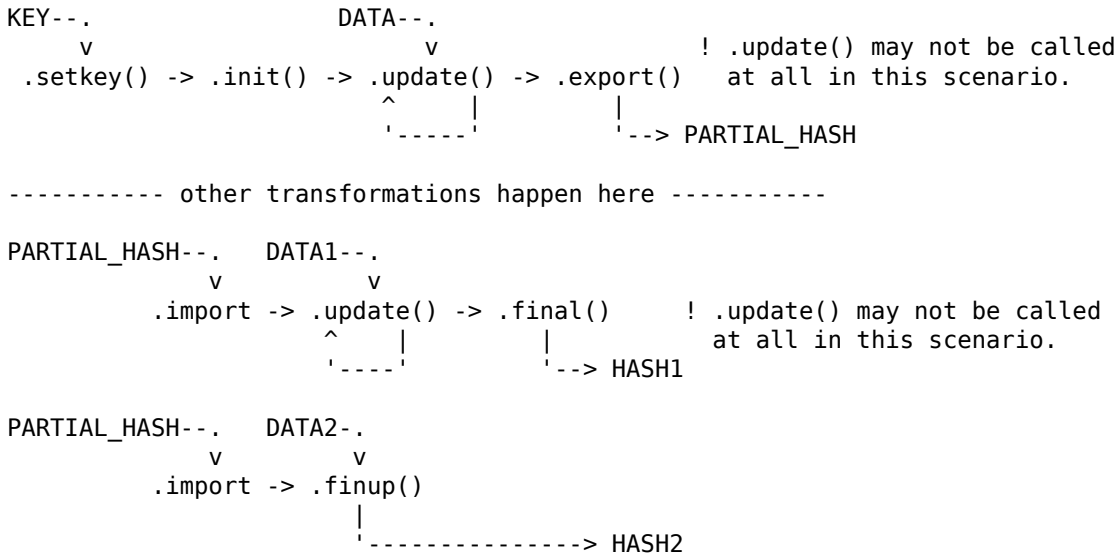 KEY--.               DATA--.
     v                     v                  ! .update() may not be called
 .setkey() -> .init() -> .update() -> .export()   at all in this scenario.
                         ^     |         |
                         '-----'         '--> PARTIAL_HASH
----------- other transformations happen here -----------
PARTIAL_HASH--.   DATA1--.
              v          v
          .import -> .update() -> .final()     ! .update() may not be called
                      ^    |         |           at all in this scenario.
                      '----'         '--> HASH1
PARTIAL_HASH--.   DATA2-.
              v         v
          .import -> .finup()
                        |
                        '---------------> HASH2